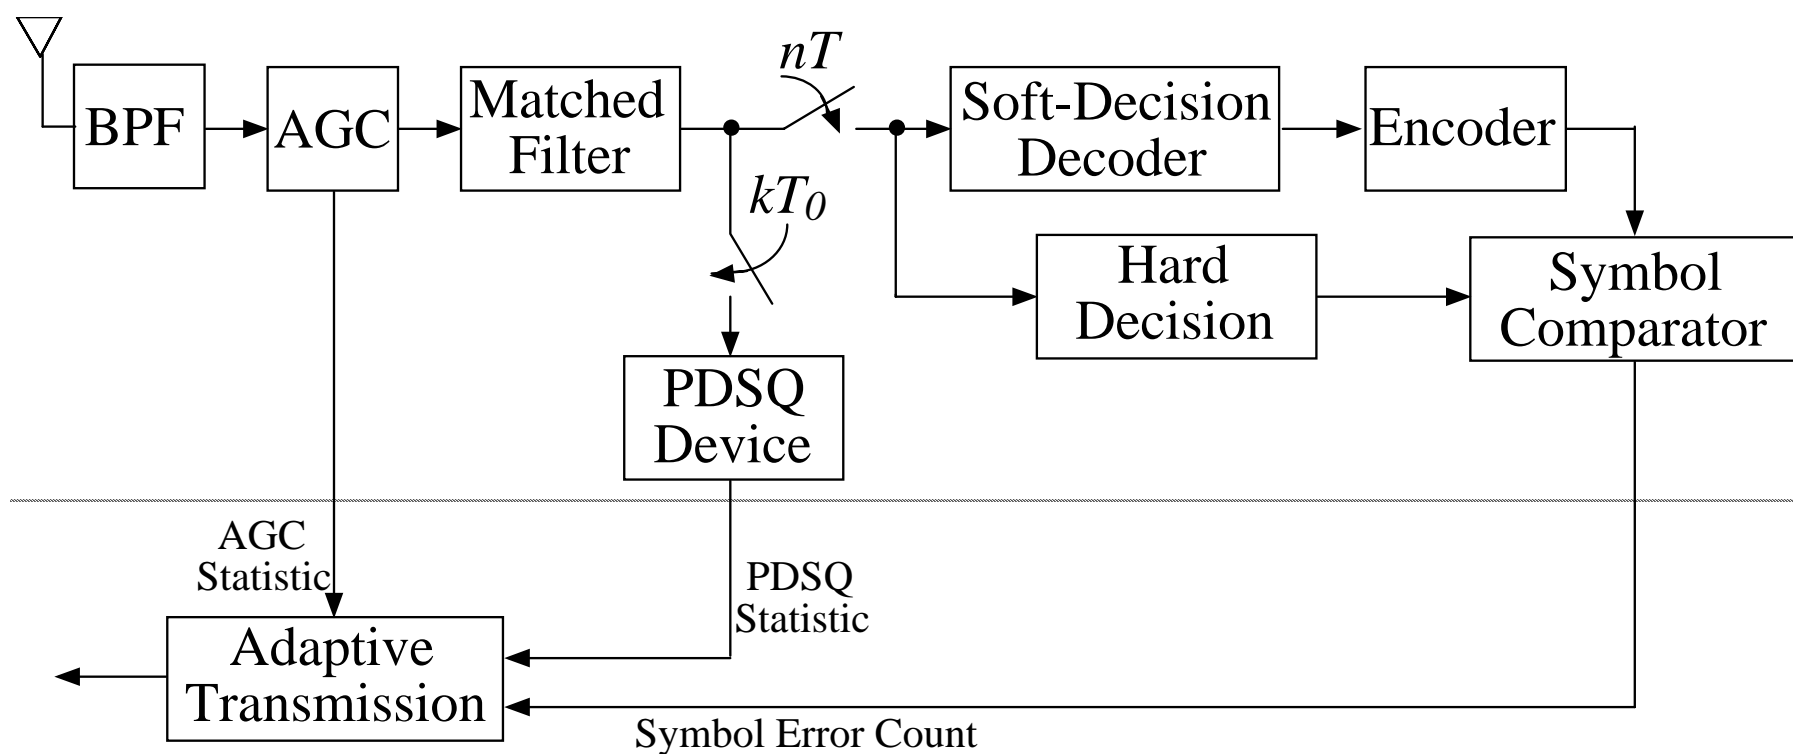 nT
BPF
AGC
Matched
Filter
Soft-Decision
Decoder
Encoder
kT0
Hard
Decision
Symbol
Comparator
PDSQ
Device
AGC
Statistic
PDSQ
Statistic
Adaptive
Transmission
Symbol Error Count